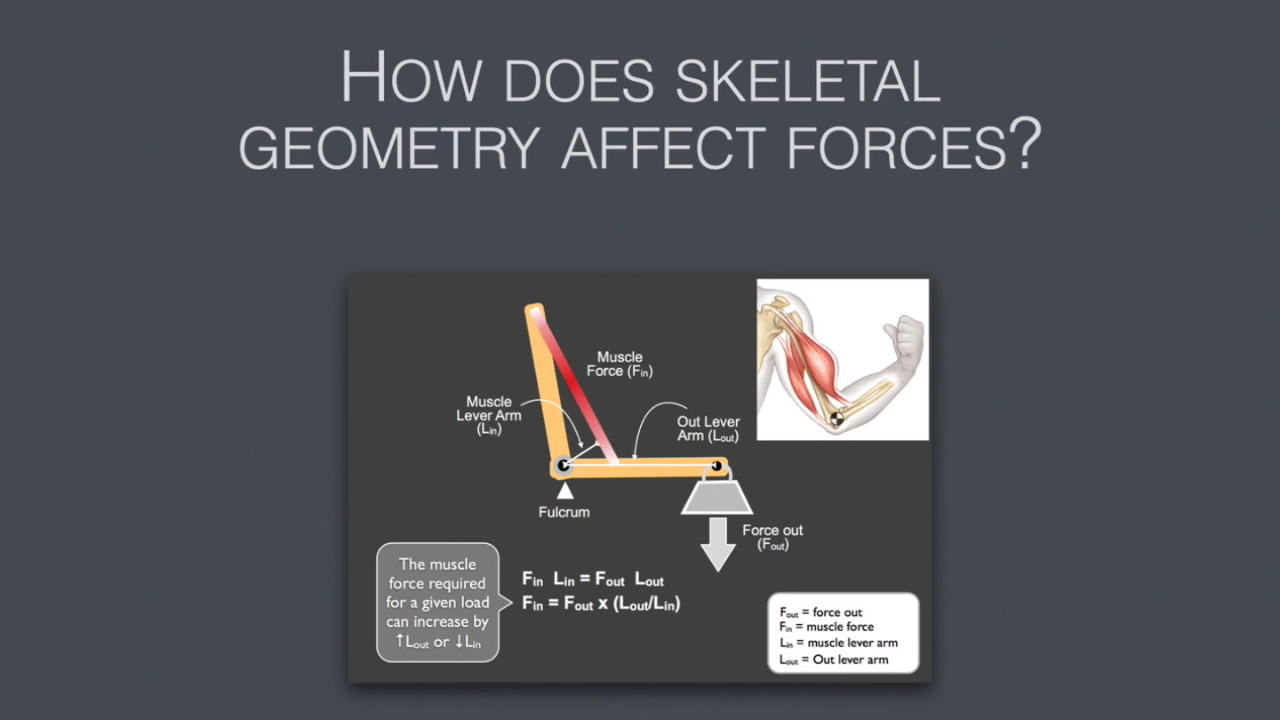 How does skeletal
geometry affect forces?
Muscle
Force (Fin)
Muscle
Lever Arm
(Lin)
Out Lever
Arm (Lout)
Fulcrum
Force out
(Fout)
The muscle
force required
for a given load
can increase by
↑Lout or ↓Lin
Fin Lin = Fout Lout
Fin = Fout x (Lout/Lin)
Fout = force out
Fin = muscle force
Lin = muscle lever arm
Lout = Out lever arm